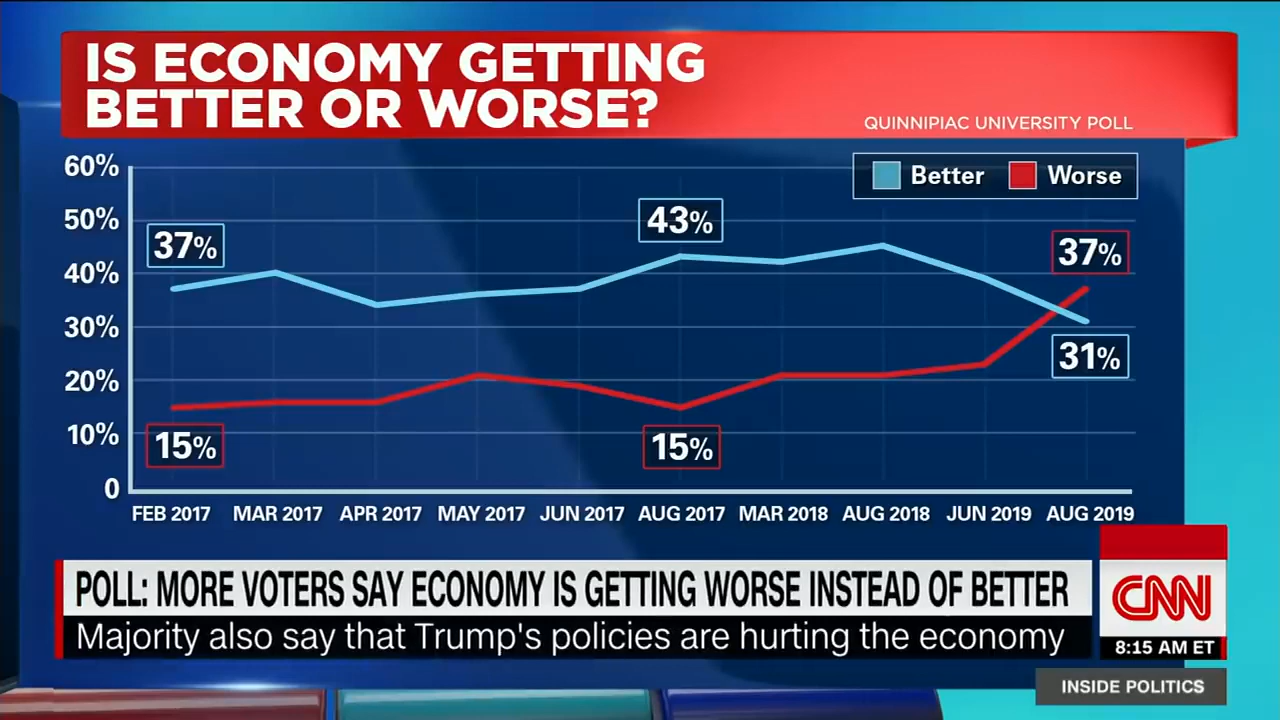 IS ECONOMY GETTING
BETTER OR WORSE?
QUINNIPIAC UNIVERSITY POLL
Better Worse
60%
50%
40%
30%
20%
10%
0
37%
43%
37%
31%
15%
15%
FEB 2017 MAR 2017 APR 2017 MAY 2017 JUN 2017 AUG 2017 MAR 2018 AUG 2018 JUN 2019 AUG 2019
POLL: MORE VOTERS SAY ECONOMY IS GETTING WORSE INSTEAD OF BETTER
Majority also say that Trump's policies are hurting the economy
CNN
8:15 AM ET
INSIDE POLITICS